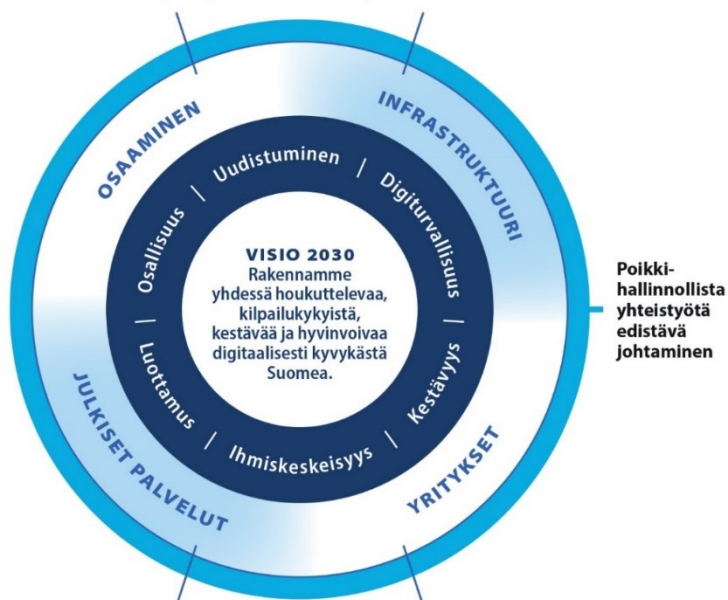 OSAAMINEN
INFRASTRUKTUURI
Uudistuminen
Osallisuus
Digiturvallisuus
VISIO 2030
Rakennamme
yhdessä houkuttelevaa,
kilpailukykyistä,
kestävää ja hyvinvoivaa
digitaalisesti kyvykästä
Suomea.
Poikki-
hallinnollista
yhteistyötä
edistävä
johtaminen
Luottamus
Kestävyys
Ihmiskeskeisyys
JULKISET PALVELUT
YRITYKSET